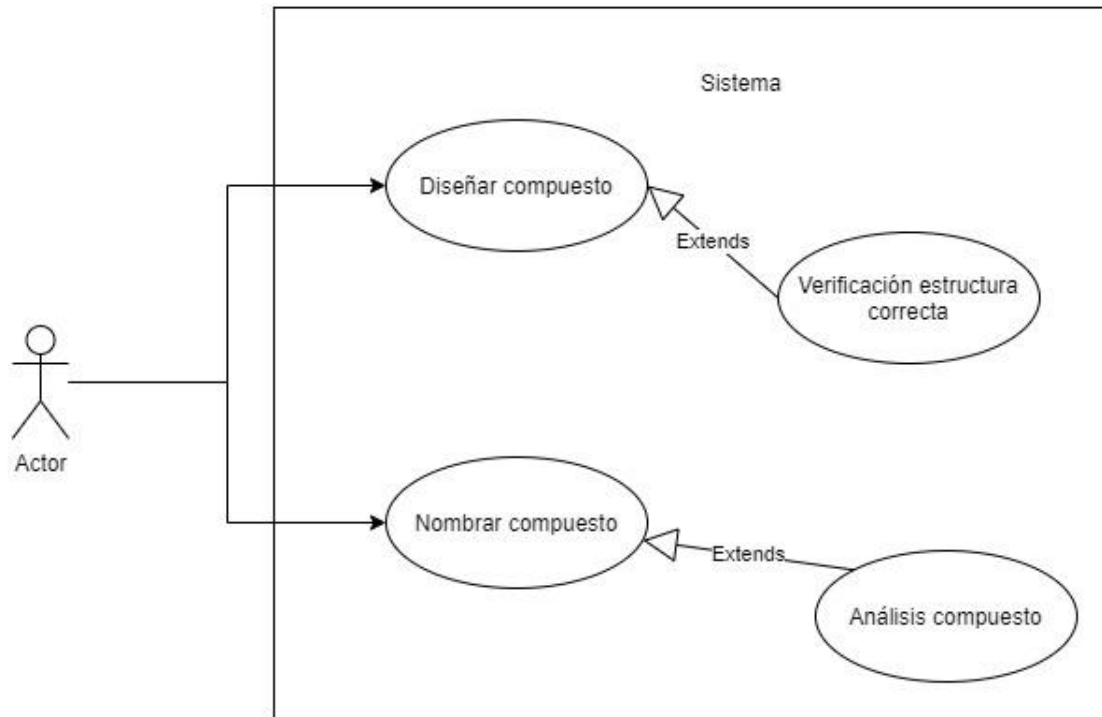 Sistema
Diseñar compuesto
Extends
Verificación estructura
correcta
Actor
Nombrar compuesto
Extends
Análisis compuesto